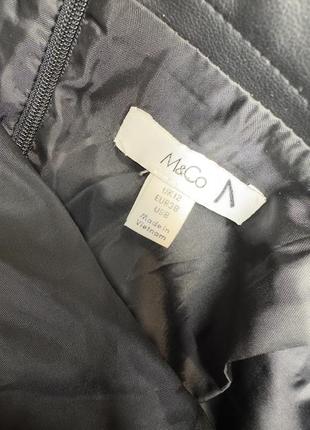 M&Co
UK12
EUR38
US8
Made in
Vietnam